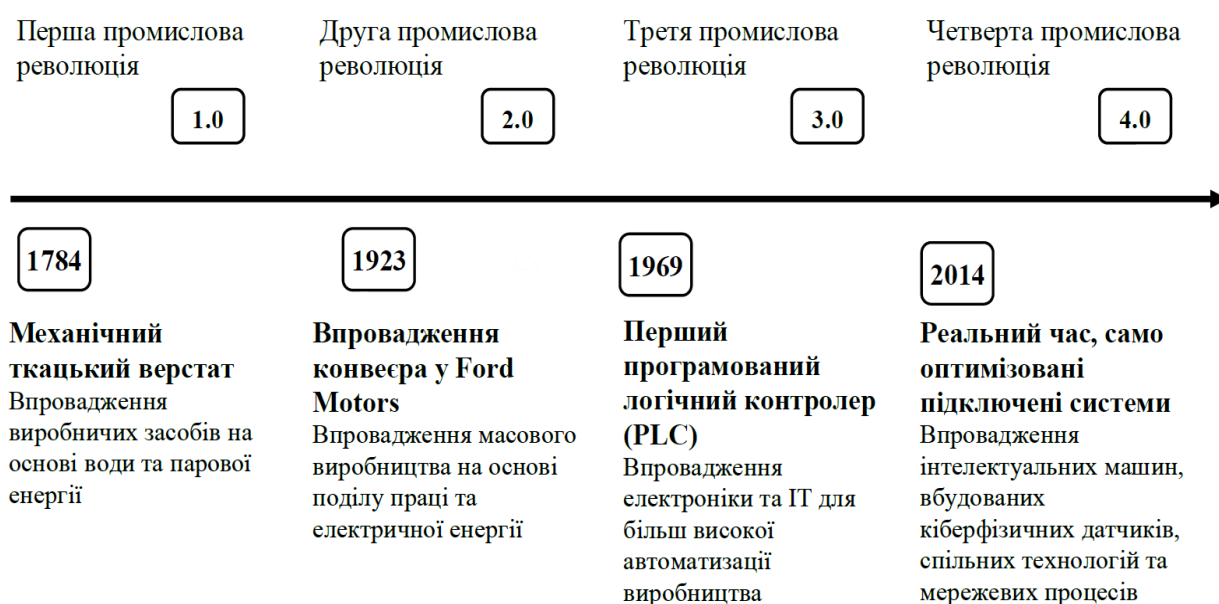 Перша промислова
революція
1.0
Друга промислова
революція
2.0
Третя промислова
революція
3.0
Четверта промислова
революція
4.0
1784
Механічний
ткацький верстат
Впровадження
виробничих засобів на
основі води та парової
енергії
1923
Впровадження
конвеєра у Ford
Motors
Впровадження масового
виробництва на основі
поділу праці та
електричної енергії
1969
Перший
програмований
логічний контролер
(PLC)
Впровадження
електроніки та ІТ для
більш високої
автоматизації
виробництва
2014
Реальний час, само
оптимізовані
підключені системи
Впровадження
інтелектуальних машин,
вбудованих
кіберфізичних датчиків,
спільних технологій та
мережевих процесів